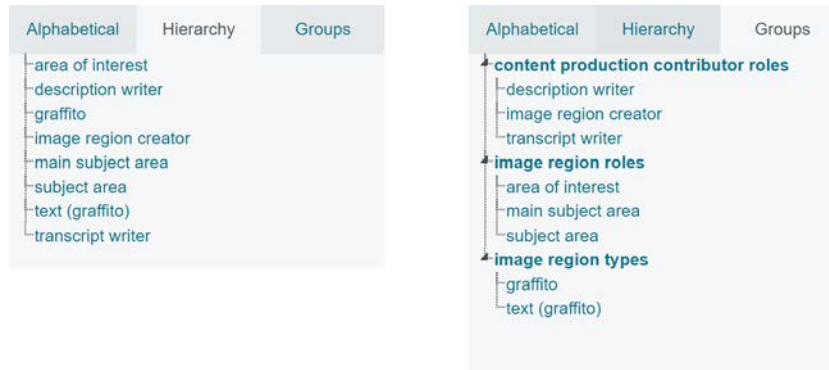 Alphabetical Hierarchy Groups
area of interest
description writer
graffito
image region creator
main subject area
subject area
text (graffito)
transcript writer
Alphabetical Hierarchy Groups
content production contributor roles
description writer
image region creator
transcript writer
image region roles
area of interest
main subject area
subject area
image region types
graffito
text (graffito)